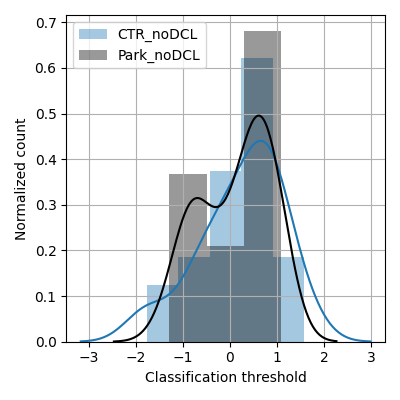 CTR_noDCL
Park_noDCL
0.7
0.6
0.5
0.4
0.3
0.2
0.1
0.0
Normalized count
−3 −2 −1 0 1 2 3
Classification threshold